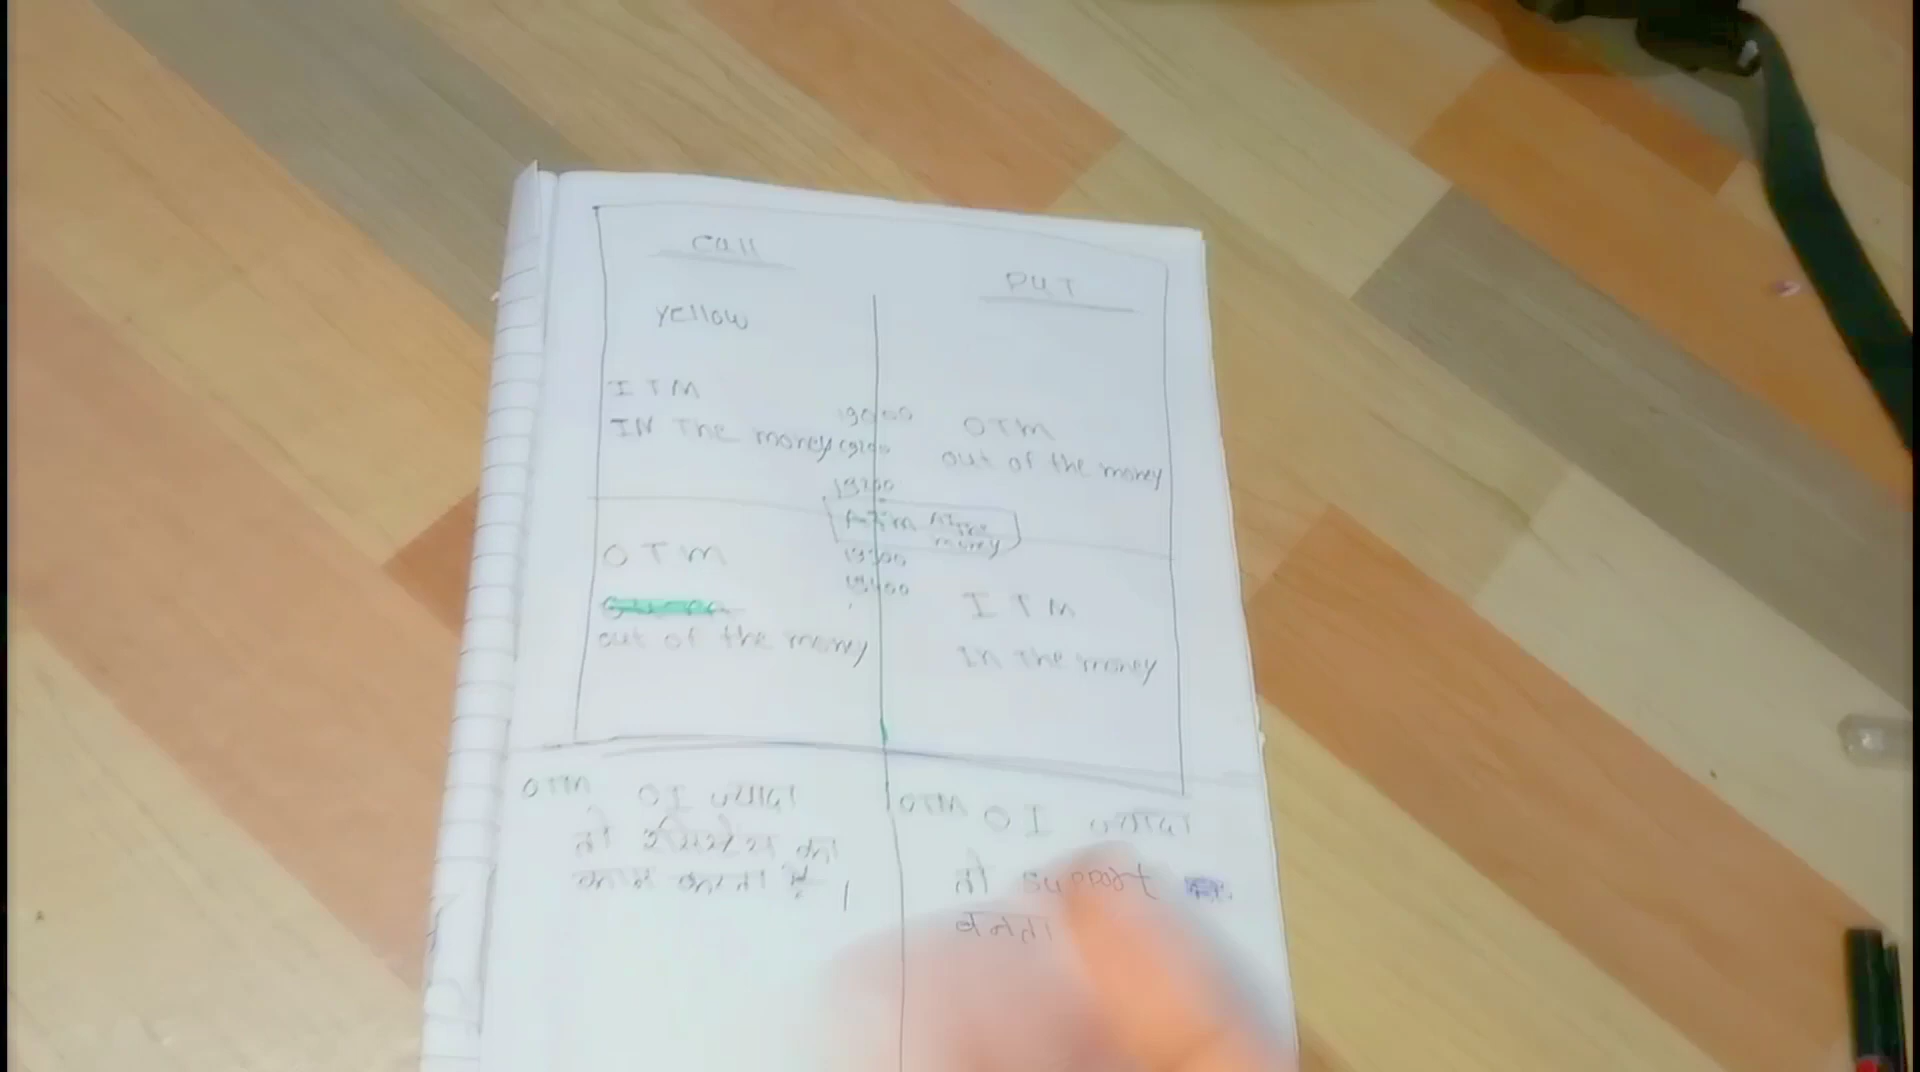 Call
PUT
Yellow
ITM
IN The money
19000
19100
OTM
out of the money
19200
ATM AT The money
19300
19400
OTM
out of the money
ITM
In The money
OTM OI ज्यादा
तो
काम करता है।
OTM OI ज्यादा
तो support
बनता